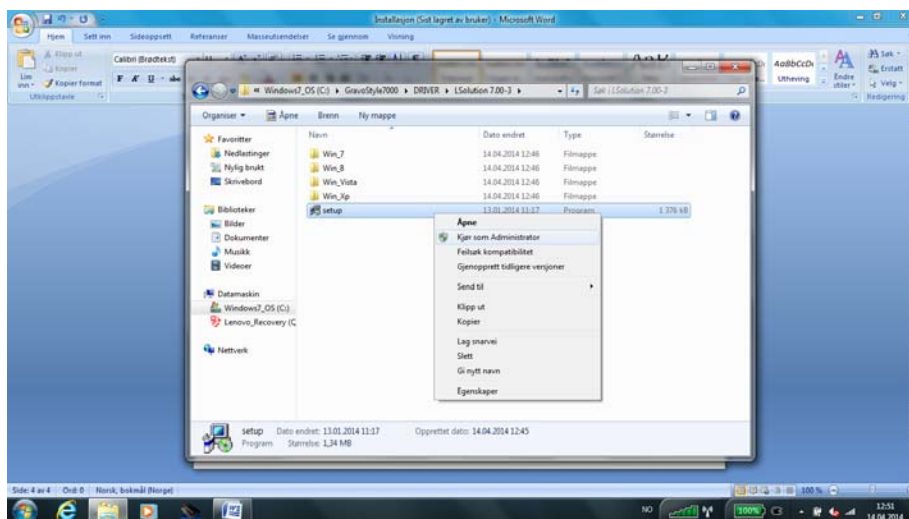 Installasjon (Sist lagret av bruker) - Microsoft Word
Hjem Sett inn Sideoppsett Referanser Masseutsendelser Se gjennom Visning
Klipp ut
Kopier
Kopier format
Lim inn
Utklippstavle
Calibri (Brødtekst)
F K U abe
AaBbCcDc
Utheving
Endre stiler
Søk
Erstatt
Velg
Redigering
Windows7_OS (C:) GravoStyle7000 DRIVER LSolution 7.00-3
Søk i LSolution 7.00-3
Organiser Åpne Brenn Ny mappe
Favoritter
Nedlastinger
Nylig brukt
Skrivebord
Biblioteker
Bilder
Dokumenter
Musikk
Videoer
Datamaskin
Windows7_OS (C:)
Lenovo_Recovery (Q
Nettverk
Navn Dato endret Type Størrelse
Win_7 14.04.2014 12:46 Filmappe
Win_8 14.04.2014 12:46 Filmappe
Win_Vista 14.04.2014 12:46 Filmappe
Win_Xp 14.04.2014 12:46 Filmappe
setup 13.01.2014 11:17 Program 1 376 kB
Åpne
Kjør som Administrator
Feilsøk kompatibilitet
Gjenopprett tidligere versjoner
Send til
Klipp ut
Kopier
Lag snarvei
Slett
Gi nytt navn
Egenskaper
setup Dato endret: 13.01.2014 11:17 Opprettet dato: 14.04.2014 12:45
Program Størrelse: 1,34 MB
Side: 4 av 4 Ord: 0 Norsk, bokmål (Norge)
100 %
NO
100%
12:51
14.04.2014